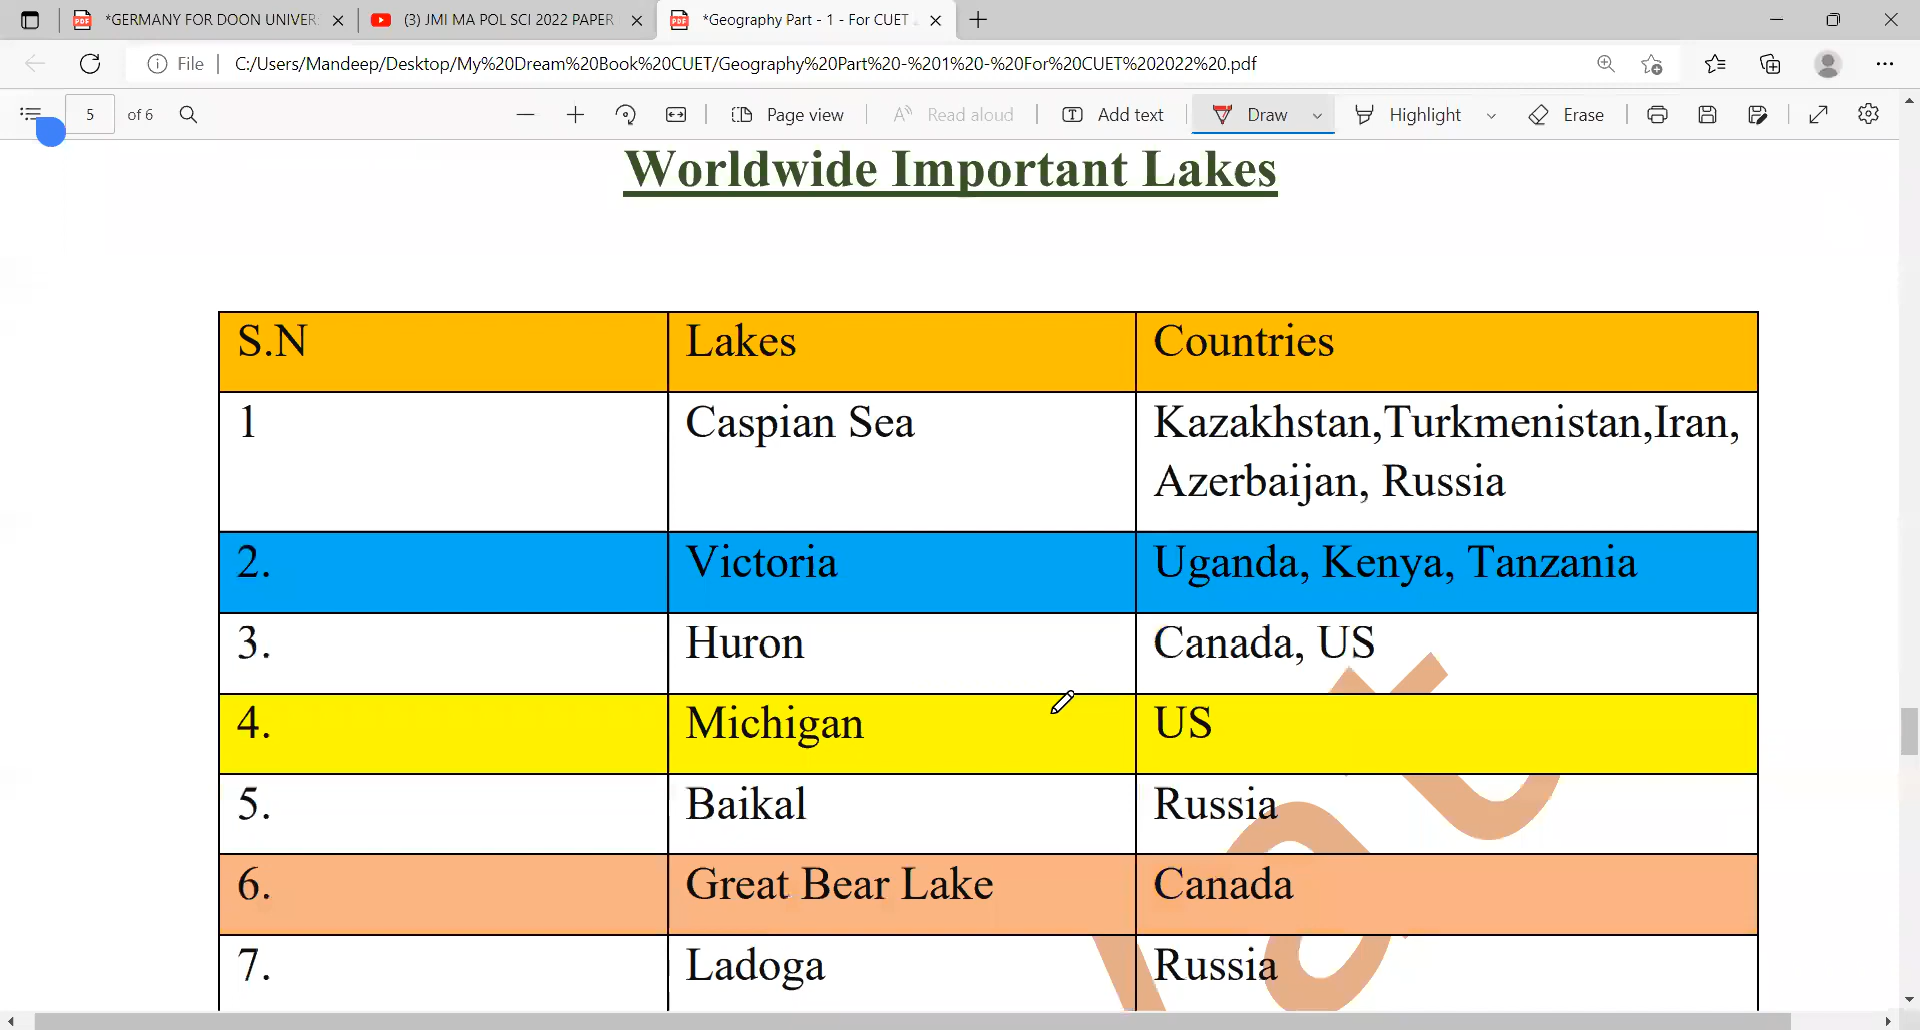 *GERMANY FOR DOON UNIVER
(3) JMI MA POL SCI 2022 PAPER
*Geography Part - 1 - For CUET
File
C:/Users/Mandeep/Desktop/My%20Dream%20Book%20CUET/Geography%20Part%20-%201%20-%20For%20CUET%202022%20.pdf
5 of 6
Page view
Read aloud
Add text
Draw
Highlight
Erase
Worldwide Important Lakes
S.N Lakes Countries
1 Caspian Sea Kazakhstan,Turkmenistan,Iran,
Azerbaijan, Russia
2. Victoria Uganda, Kenya, Tanzania
3. Huron Canada, US
4. Michigan US
5. Baikal Russia
6. Great Bear Lake Canada
7. Ladoga Russia